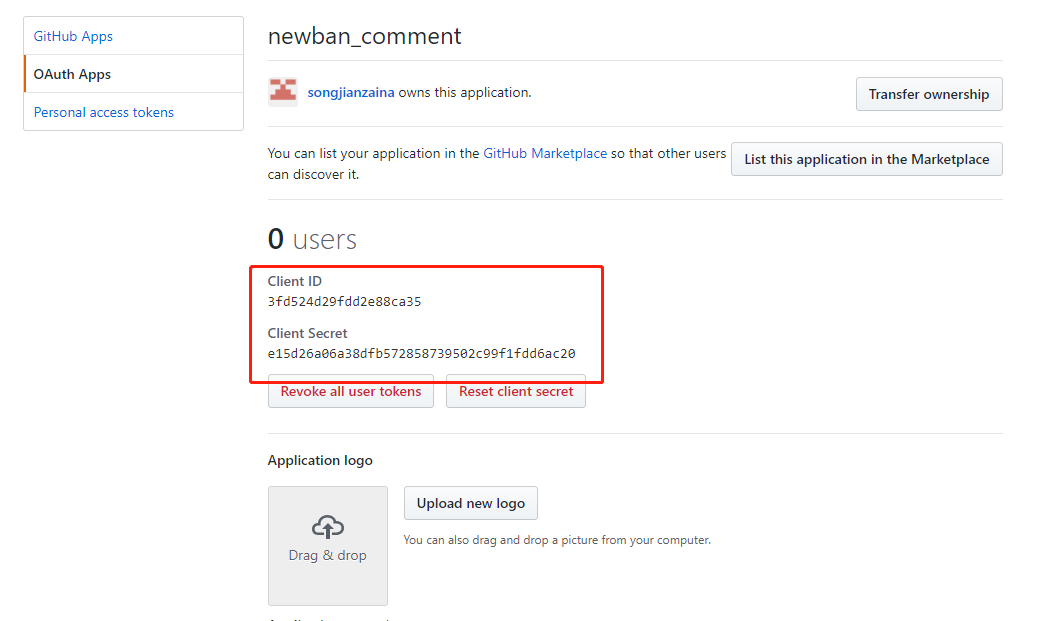 GitHub Apps
OAuth Apps
Personal access tokens
newban_comment
songjianzaina owns this application.
Transfer ownership
You can list your application in the GitHub Marketplace so that other users
can discover it.
List this application in the Marketplace
0 users
Client ID
3fd524d29fdd2e88ca35
Client Secret
e15d26a06a38dfb572858739502c99f1fdd6ac20
Revoke all user tokens
Reset client secret
Application logo
Drag & drop
Upload new logo
You can also drag and drop a picture from your computer.